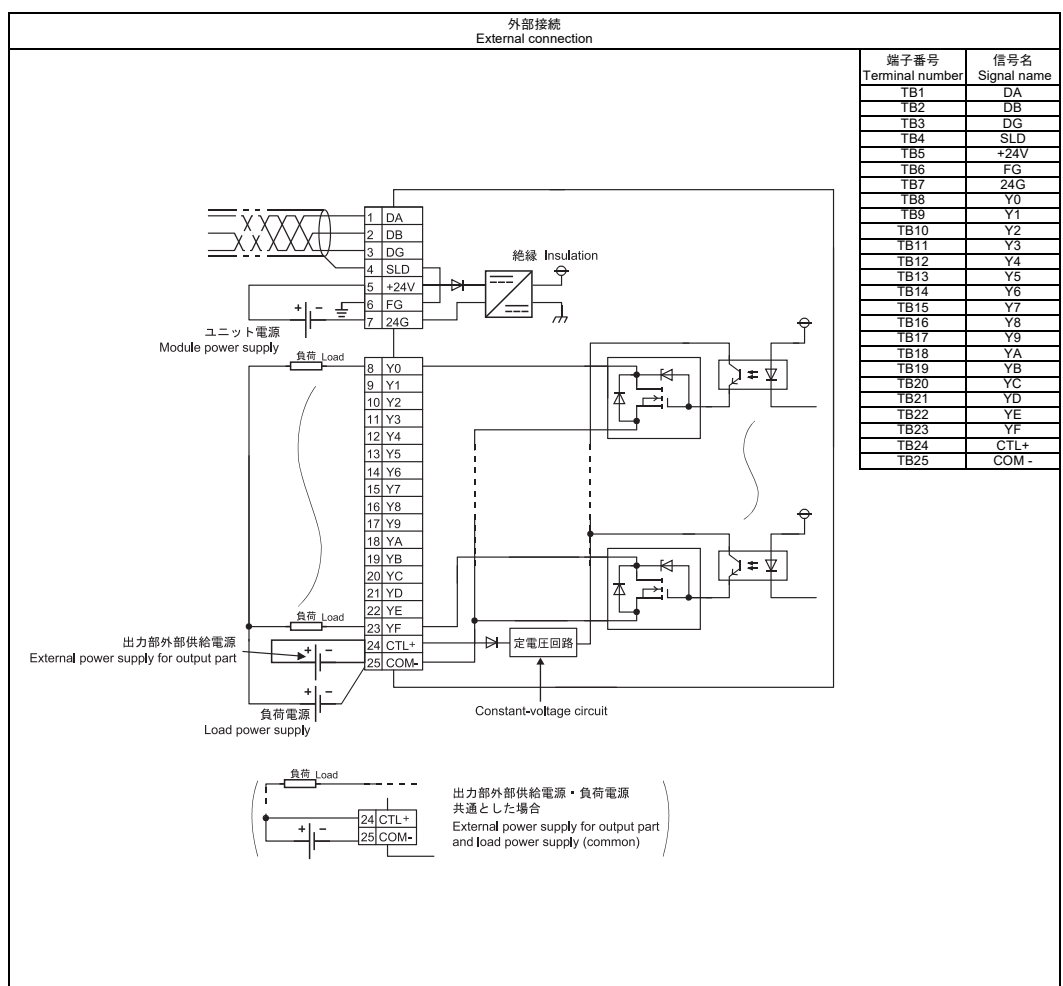 外部接続
External connection
端子番号 信号名
Terminal number Signal name
TB1 DA
TB2 DB
TB3 DG
TB4 SLD
TB5 +24V
TB6 FG
TB7 24G
TB8 Y0
TB9 Y1
TB10 Y2
TB11 Y3
TB12 Y4
TB13 Y5
TB14 Y6
TB15 Y7
TB16 Y8
TB17 Y9
TB18 YA
TB19 YB
TB20 YC
TB21 YD
TB22 YE
TB23 YF
TB24 CTL+
TB25 COM -
1 DA
2 DB
3 DG
4 SLD
5 +24V
6 FG
7 24G
絶縁 Insulation
+ −
ユニット電源
Module power supply
負荷 Load
8 Y0
9 Y1
10 Y2
11 Y3
12 Y4
13 Y5
14 Y6
15 Y7
16 Y8
17 Y9
18 YA
19 YB
20 YC
21 YD
22 YE
23 YF
24 CTL+
25 COM-
負荷 Load
出力部外部供給電源
External power supply for output part
+ −
+ −
負荷電源
Load power supply
定電圧回路
Constant-voltage circuit
負荷 Load
24 CTL+
25 COM-
+ −
出力部外部供給電源・負荷電源
共通とした場合
External power supply for output part
and load power supply (common)